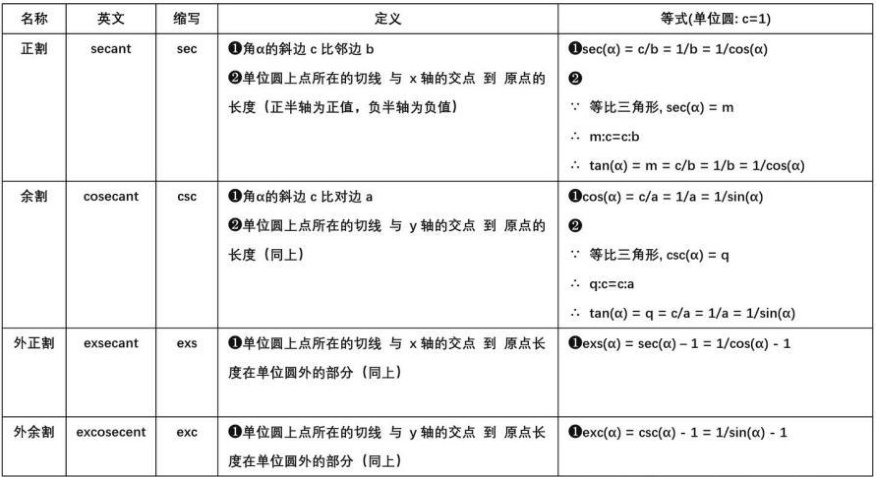 名称 英文 缩写 定义 等式(单位圆: c=1)
正割 secant sec ❶角α的斜边 c 比邻边 b ❶sec(α) = c/b = 1/b = 1/cos(α)
❷单位圆上点所在的切线 与 x 轴的交点 到 原点的 ❷
长度（正半轴为正值，负半轴为负值） ∵ 等比三角形, sec(α) = m
∴ m:c=c:b
∴ tan(α) = m = c/b = 1/b = 1/cos(α)
余割 cosecant csc ❶角α的斜边 c 比对边 a ❶cos(α) = c/a = 1/a = 1/sin(α)
❷单位圆上点所在的切线 与 y 轴的交点 到 原点的 ❷
长度（同上） ∵ 等比三角形, csc(α) = q
∴ q:c=c:a
∴ tan(α) = q = c/a = 1/a = 1/sin(α)
外正割 exsecant exs ❶单位圆上点所在的切线 与 x 轴的交点 到 原点长 ❶exs(α) = sec(α) – 1 = 1/cos(α) - 1
度在单位圆外的部分（同上）
外余割 excosecent exc ❶单位圆上点所在的切线 与 y 轴的交点 到 原点长 ❶exc(α) = csc(α) - 1 = 1/sin(α) - 1
度在单位圆外的部分（同上）